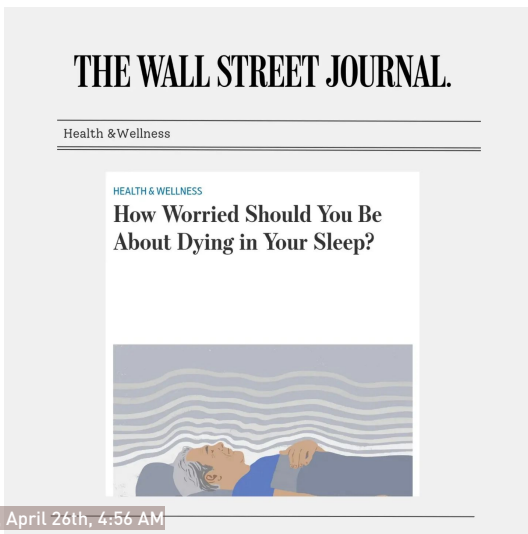 THE WALL STREET JOURNAL.
Health &Wellness
HEALTH & WELLNESS
How Worried Should You Be
About Dying in Your Sleep?
April 26th, 4:56 AM